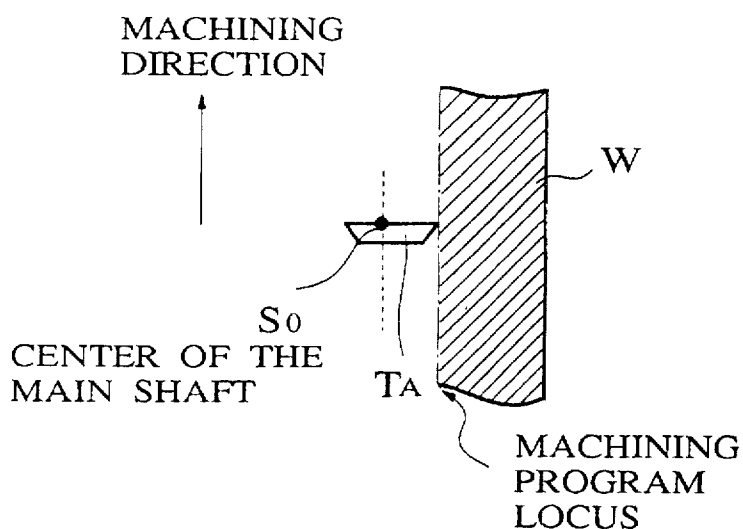 MACHINING
DIRECTION
W
S0
CENTER OF THE
MAIN SHAFT
TA
MACHINING
PROGRAM
LOCUS